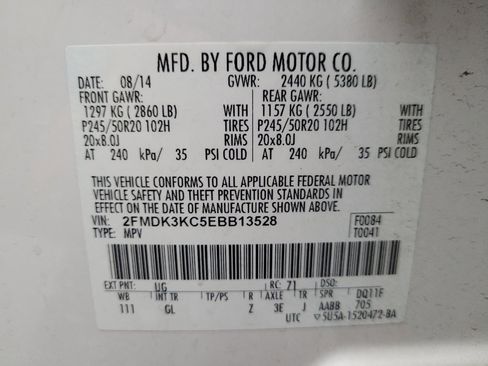 MFD. BY FORD MOTOR CO.
DATE: 08/14 GVWR: 2440 KG ( 5380 LB)
FRONT GAWR: REAR GAWR:
1297 KG ( 2860 LB) WITH 1157 KG ( 2550 LB) WITH
P245/50R20 102H TIRES P245/50R20 102H TIRES
20x8.0J RIMS 20x8.0J RIMS
AT 240 kPa/ 35 PSI COLD AT 240 kPa/ 35 PSI COLD
THIS VEHICLE CONFORMS TO ALL APPLICABLE FEDERAL MOTOR
VEHICLE SAFETY AND THEFT PREVENTION STANDARDS IN
EFFECT ON THE DATE OF MANUFACTURE SHOWN ABOVE.
VIN: 2FMDK3KC5EBB13528 F0084
TYPE: MPV T0041
EXT PNT: UG RC: 71 DSO:
WB INT TR TP/PS R AXLE TR SPR DQ11F
111 GL Z 3E J AABB 705
UTC ▽5U5A-1520472-BA